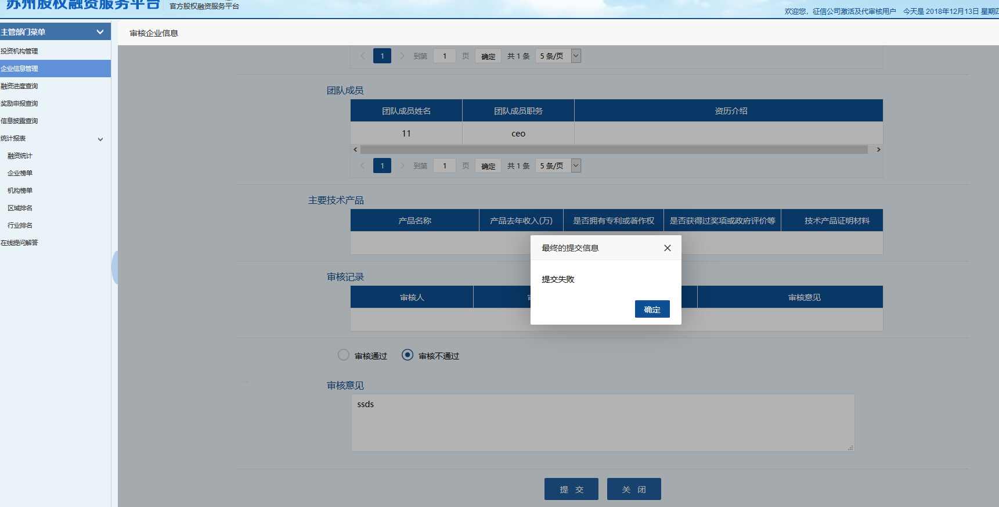 苏州股权融资服务平台
官方股权融资服务平台
欢迎您，征信公司激活及代审核用户 今天是 2018年12月13日 星期四
主管部门菜单
投资机构管理
企业信息管理
融资进度查询
奖励申报查询
信息披露查询
统计报表
融资统计
企业榜单
机构榜单
区域排名
行业排名
在线提问解答
审核企业信息
1 到第 1 页 确定 共 1 条 5 条/页
团队成员
团队成员姓名 团队成员职务 资历介绍
11 ceo
1 到第 1 页 确定 共 1 条 5 条/页
主要技术产品
产品名称 产品去年收入(万) 是否拥有专利或著作权 是否获得过奖项或政府评价等 技术产品证明材料
最终的提交信息
提交失败
确定
审核记录
审核人 审核意见
审核通过 审核不通过
审核意见
ssds
提 交 关 闭